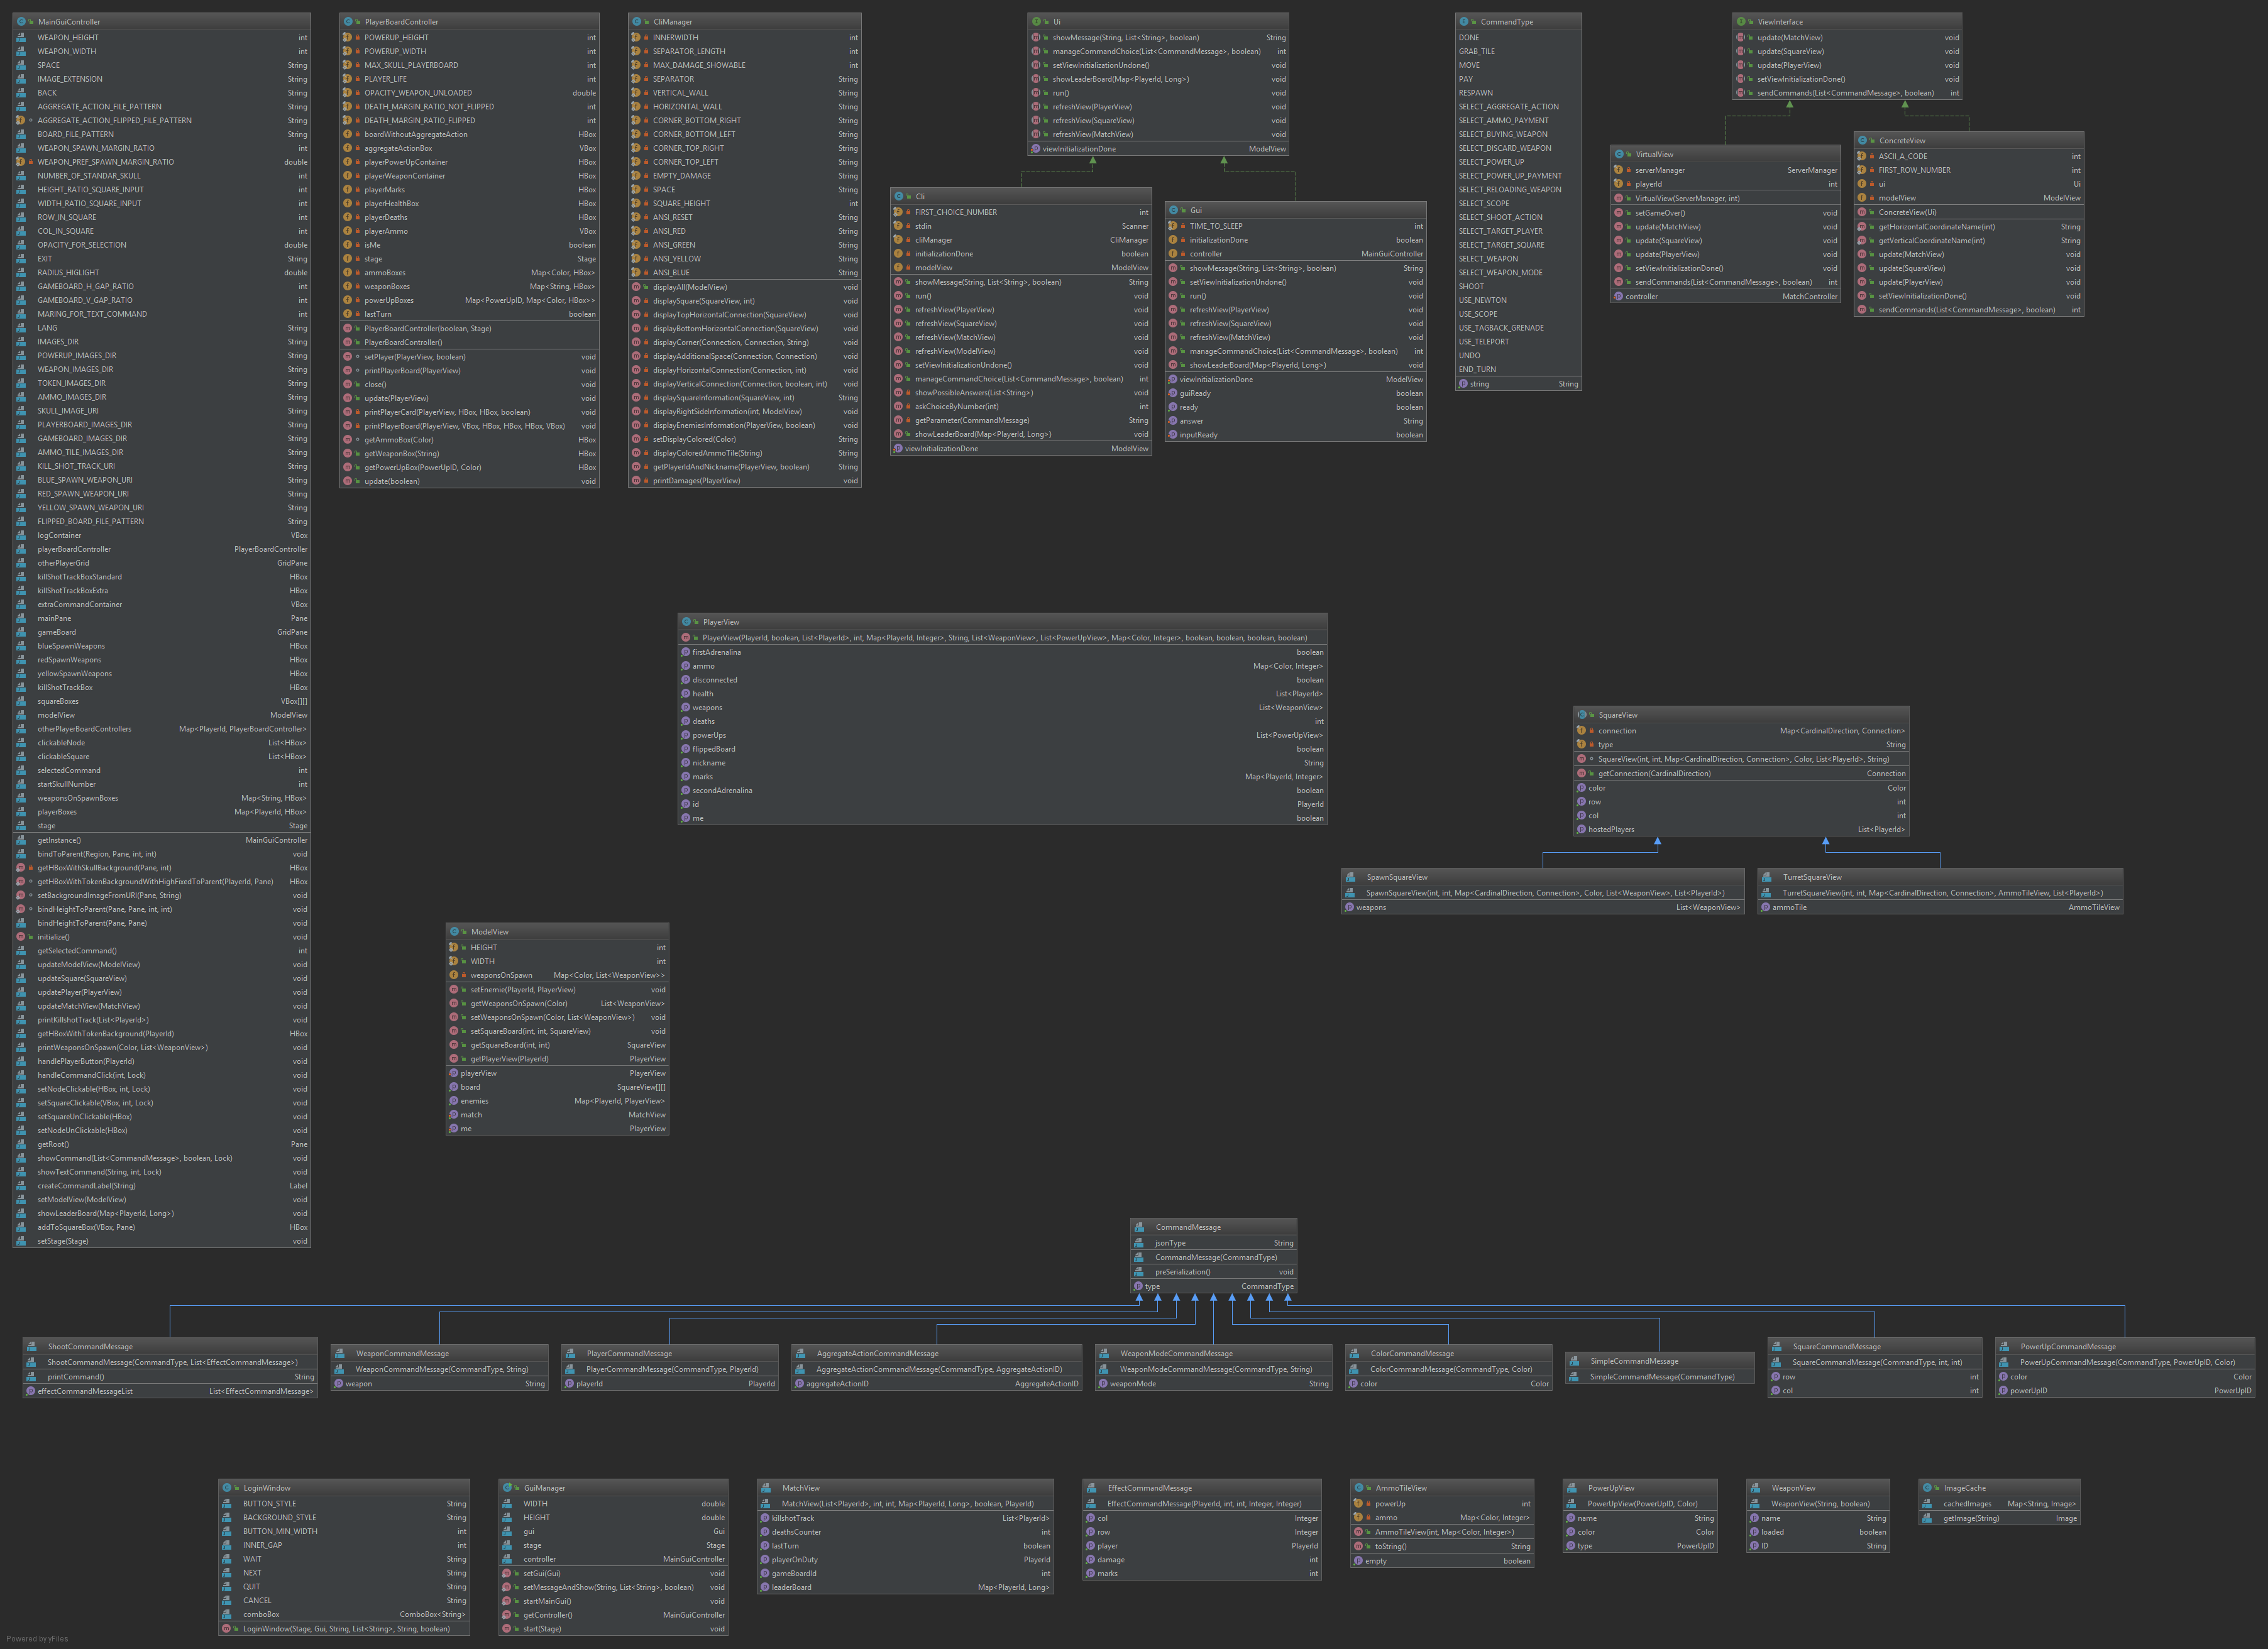 MainGuiController
WEAPON_HEIGHT int
WEAPON_WIDTH int
SPACE String
IMAGE_EXTENSION String
BACK String
AGGREGATE_ACTION_FILE_PATTERN String
AGGREGATE_ACTION_FLIPPED_FILE_PATTERN String
BOARD_FILE_PATTERN String
WEAPON_SPAWN_MARGIN_RATIO int
WEAPON_PREF_SPAWN_MARGIN_RATIO double
NUMBER_OF_STANDAR_SKULL int
HEIGHT_RATIO_SQUARE_INPUT int
WIDTH_RATIO_SQUARE_INPUT int
ROW_IN_SQUARE int
COL_IN_SQUARE int
OPACITY_FOR_SELECTION double
EXIT String
RADIUS_HIGLIGHT double
GAMEBOARD_H_GAP_RATIO int
GAMEBOARD_V_GAP_RATIO int
MARING_FOR_TEXT_COMMAND int
LANG String
IMAGES_DIR String
POWERUP_IMAGES_DIR String
WEAPON_IMAGES_DIR String
TOKEN_IMAGES_DIR String
AMMO_IMAGES_DIR String
SKULL_IMAGE_URI String
PLAYERBOARD_IMAGES_DIR String
GAMEBOARD_IMAGES_DIR String
AMMO_TILE_IMAGES_DIR String
KILL_SHOT_TRACK_URI String
BLUE_SPAWN_WEAPON_URI String
RED_SPAWN_WEAPON_URI String
YELLOW_SPAWN_WEAPON_URI String
FLIPPED_BOARD_FILE_PATTERN String
logContainer VBox
playerBoardController PlayerBoardController
otherPlayerGrid GridPane
killShotTrackBoxStandard HBox
killShotTrackBoxExtra HBox
extraCommandContainer VBox
mainPane Pane
gameBoard GridPane
blueSpawnWeapons HBox
redSpawnWeapons HBox
yellowSpawnWeapons HBox
killShotTrackBox HBox
squareBoxes VBox[][]
modelView ModelView
otherPlayerBoardControllers Map<PlayerId, PlayerBoardController>
clickableNode List<HBox>
clickableSquare List<HBox>
selectedCommand int
startSkullNumber int
weaponsOnSpawnBoxes Map<String, HBox>
playerBoxes Map<PlayerId, HBox>
stage Stage
getInstance() MainGuiController
bindToParent(Region, Pane, int, int) void
getHBoxWithSkullBackground(Pane, int) HBox
getHBoxWithTokenBackgroundWithHighFixedToParent(PlayerId, Pane) HBox
setBackgroundImageFromURI(Pane, String) void
bindHeightToParent(Pane, Pane, int, int) void
bindHeightToParent(Pane, Pane) void
initialize() void
getSelectedCommand() int
updateModelView(ModelView) void
updateSquare(SquareView) void
updatePlayer(PlayerView) void
updateMatchView(MatchView) void
printKillshotTrack(List<PlayerId>) void
getHBoxWithTokenBackground(PlayerId) HBox
printWeaponsOnSpawn(Color, List<WeaponView>) void
handlePlayerButton(PlayerId) void
handleCommandClick(int, Lock) void
setNodeClickable(HBox, int, Lock) void
setSquareClickable(VBox, int, Lock) void
setSquareUnClickable(HBox) void
setNodeUnClickable(HBox) void
getRoot() Pane
showCommand(List<CommandMessage>, boolean, Lock) void
showTextCommand(String, int, Lock) void
createCommandLabel(String) Label
setModelView(ModelView) void
showLeaderBoard(Map<PlayerId, Long>) void
addToSquareBox(VBox, Pane) HBox
setStage(Stage) void
PlayerBoardController
POWERUP_HEIGHT int
POWERUP_WIDTH int
MAX_SKULL_PLAYERBOARD int
PLAYER_LIFE int
OPACITY_WEAPON_UNLOADED double
DEATH_MARGIN_RATIO_NOT_FLIPPED int
DEATH_MARGIN_RATIO_FLIPPED int
boardWithoutAggregateAction HBox
aggregateActionBox VBox
playerPowerUpContainer HBox
playerWeaponContainer HBox
playerMarks HBox
playerHealthBox HBox
playerDeaths HBox
playerAmmo VBox
isMe boolean
stage Stage
ammoBoxes Map<Color, HBox>
weaponBoxes Map<String, HBox>
powerUpBoxes Map<PowerUpID, Map<Color, HBox>>
lastTurn boolean
PlayerBoardController(boolean, Stage)
PlayerBoardController()
setPlayer(PlayerView, boolean) void
printPlayerBoard(PlayerView) void
close() void
update(PlayerView) void
printPlayerCard(PlayerView, HBox, HBox, boolean) void
printPlayerBoard(PlayerView, VBox, HBox, HBox, HBox, VBox) void
getAmmoBox(Color) HBox
getWeaponBox(String) HBox
getPowerUpBox(PowerUpID, Color) HBox
update(boolean) void
CliManager
INNERWIDTH int
SEPARATOR_LENGTH int
MAX_DAMAGE_SHOWABLE int
SEPARATOR String
VERTICAL_WALL String
HORIZONTAL_WALL String
CORNER_BOTTOM_RIGHT String
CORNER_BOTTOM_LEFT String
CORNER_TOP_RIGHT String
CORNER_TOP_LEFT String
EMPTY_DAMAGE String
SPACE String
SQUARE_HEIGHT int
ANSI_RESET String
ANSI_RED String
ANSI_GREEN String
ANSI_YELLOW String
ANSI_BLUE String
displayAll(ModelView) void
displaySquare(SquareView, int) void
displayTopHorizontalConnection(SquareView) void
displayBottomHorizontalConnection(SquareView) void
displayCorner(Connection, Connection, String) void
displayAdditionalSpace(Connection, Connection) void
displayHorizontalConnection(Connection, int) void
displayVerticalConnection(Connection, boolean, int) void
displaySquareInformation(SquareView, int) void
displayRightSideInformation(int, ModelView) void
displayEnemiesInformation(PlayerView, boolean) void
setDisplayColored(Color) String
displayColoredAmmoTile(String) String
getPlayerIdAndNickname(PlayerView, boolean) String
printDamages(PlayerView) void
Ui
showMessage(String, List<String>, boolean) String
manageCommandChoice(List<CommandMessage>, boolean) int
setViewInitializationUndone() void
showLeaderBoard(Map<PlayerId, Long>) void
run() void
refreshView(PlayerView) void
refreshView(SquareView) void
refreshView(MatchView) void
viewInitializationDone ModelView
Cli
FIRST_CHOICE_NUMBER int
stdin Scanner
cliManager CliManager
initializationDone boolean
modelView ModelView
showMessage(String, List<String>, boolean) String
run() void
refreshView(PlayerView) void
refreshView(SquareView) void
refreshView(MatchView) void
refreshView(ModelView) void
setViewInitializationUndone() void
manageCommandChoice(List<CommandMessage>, boolean) int
showPossibleAnswers(List<String>) void
askChoiceByNumber(int) int
getParameter(CommandMessage) String
showLeaderBoard(Map<PlayerId, Long>) void
viewInitializationDone ModelView
Gui
TIME_TO_SLEEP int
initializationDone boolean
controller MainGuiController
showMessage(String, List<String>, boolean) String
setViewInitializationUndone() void
run() void
refreshView(PlayerView) void
refreshView(SquareView) void
refreshView(MatchView) void
manageCommandChoice(List<CommandMessage>, boolean) int
showLeaderBoard(Map<PlayerId, Long>) void
viewInitializationDone ModelView
guiReady boolean
ready boolean
answer String
inputReady boolean
CommandType
DONE
GRAB_TILE
MOVE
PAY
RESPAWN
SELECT_AGGREGATE_ACTION
SELECT_AMMO_PAYMENT
SELECT_BUYING_WEAPON
SELECT_DISCARD_WEAPON
SELECT_POWER_UP
SELECT_POWER_UP_PAYMENT
SELECT_RELOADING_WEAPON
SELECT_SCOPE
SELECT_SHOOT_ACTION
SELECT_TARGET_PLAYER
SELECT_TARGET_SQUARE
SELECT_WEAPON
SELECT_WEAPON_MODE
SHOOT
USE_NEWTON
USE_SCOPE
USE_TAGBACK_GRENADE
USE_TELEPORT
UNDO
END_TURN
string String
ViewInterface
update(MatchView) void
update(SquareView) void
update(PlayerView) void
setViewInitializationDone() void
sendCommands(List<CommandMessage>, boolean) int
VirtualView
serverManager ServerManager
playerId int
VirtualView(ServerManager, int)
setGameOver() void
update(MatchView) void
update(SquareView) void
update(PlayerView) void
setViewInitializationDone() void
sendCommands(List<CommandMessage>, boolean) int
controller MatchController
ConcreteView
ASCII_A_CODE int
FIRST_ROW_NUMBER int
ui Ui
modelView ModelView
ConcreteView(Ui)
getHorizontalCoordinateName(int) String
getVerticalCoordinateName(int) String
update(MatchView) void
update(SquareView) void
update(PlayerView) void
setViewInitializationDone() void
sendCommands(List<CommandMessage>, boolean) int
PlayerView
PlayerView(PlayerId, boolean, List<PlayerId>, int, Map<PlayerId, Integer>, String, List<WeaponView>, List<PowerUpView>, Map<Color, Integer>, boolean, boolean, boolean, boolean)
firstAdrenalina boolean
ammo Map<Color, Integer>
disconnected boolean
health List<PlayerId>
weapons List<WeaponView>
deaths int
powerUps List<PowerUpView>
flippedBoard boolean
nickname String
marks Map<PlayerId, Integer>
secondAdrenalina boolean
id PlayerId
me boolean
SquareView
connection Map<CardinalDirection, Connection>
type String
SquareView(int, int, Map<CardinalDirection, Connection>, Color, List<PlayerId>, String)
getConnection(CardinalDirection) Connection
color Color
row int
col int
hostedPlayers List<PlayerId>
SpawnSquareView
SpawnSquareView(int, int, Map<CardinalDirection, Connection>, Color, List<WeaponView>, List<PlayerId>)
weapons List<WeaponView>
TurretSquareView
TurretSquareView(int, int, Map<CardinalDirection, Connection>, AmmoTileView, List<PlayerId>)
ammoTile AmmoTileView
ModelView
HEIGHT int
WIDTH int
weaponsOnSpawn Map<Color, List<WeaponView>>
setEnemie(PlayerId, PlayerView) void
getWeaponsOnSpawn(Color) List<WeaponView>
setWeaponsOnSpawn(Color, List<WeaponView>) void
setSquareBoard(int, int, SquareView) void
getSquareBoard(int, int) SquareView
getPlayerView(PlayerId) PlayerView
playerView PlayerView
board SquareView[][]
enemies Map<PlayerId, PlayerView>
match MatchView
me PlayerView
CommandMessage
jsonType String
CommandMessage(CommandType)
preSerialization() void
type CommandType
ShootCommandMessage
ShootCommandMessage(CommandType, List<EffectCommandMessage>)
printCommand() String
effectCommandMessageList List<EffectCommandMessage>
WeaponCommandMessage
WeaponCommandMessage(CommandType, String)
weapon String
PlayerCommandMessage
PlayerCommandMessage(CommandType, PlayerId)
playerId PlayerId
AggregateActionCommandMessage
AggregateActionCommandMessage(CommandType, AggregateActionID)
aggregateActionID AggregateActionID
WeaponModeCommandMessage
WeaponModeCommandMessage(CommandType, String)
weaponMode String
ColorCommandMessage
ColorCommandMessage(CommandType, Color)
color Color
SimpleCommandMessage
SimpleCommandMessage(CommandType)
SquareCommandMessage
SquareCommandMessage(CommandType, int, int)
row int
col int
PowerUpCommandMessage
PowerUpCommandMessage(CommandType, PowerUpID, Color)
color Color
powerUpID PowerUpID
LoginWindow
BUTTON_STYLE String
BACKGROUND_STYLE String
BUTTON_MIN_WIDTH int
INNER_GAP int
WAIT String
NEXT String
QUIT String
CANCEL String
comboBox ComboBox<String>
LoginWindow(Stage, Gui, String, List<String>, String, boolean)
GuiManager
WIDTH double
HEIGHT double
gui Gui
stage Stage
controller MainGuiController
setGui(Gui) void
setMessageAndShow(String, List<String>, boolean) void
startMainGui() void
getController() MainGuiController
start(Stage) void
MatchView
MatchView(List<PlayerId>, int, int, Map<PlayerId, Long>, boolean, PlayerId)
killshotTrack List<PlayerId>
deathsCounter int
lastTurn boolean
playerOnDuty PlayerId
gameBoardId int
leaderBoard Map<PlayerId, Long>
EffectCommandMessage
EffectCommandMessage(PlayerId, int, int, Integer, Integer)
col Integer
row Integer
player PlayerId
damage int
marks int
AmmoTileView
powerUp int
ammo Map<Color, Integer>
AmmoTileView(int, Map<Color, Integer>)
toString() String
empty boolean
PowerUpView
PowerUpView(PowerUpID, Color)
name String
color Color
type PowerUpID
WeaponView
WeaponView(String, boolean)
name String
loaded boolean
ID String
ImageCache
cachedImages Map<String, Image>
getImage(String) Image
Powered by yFiles